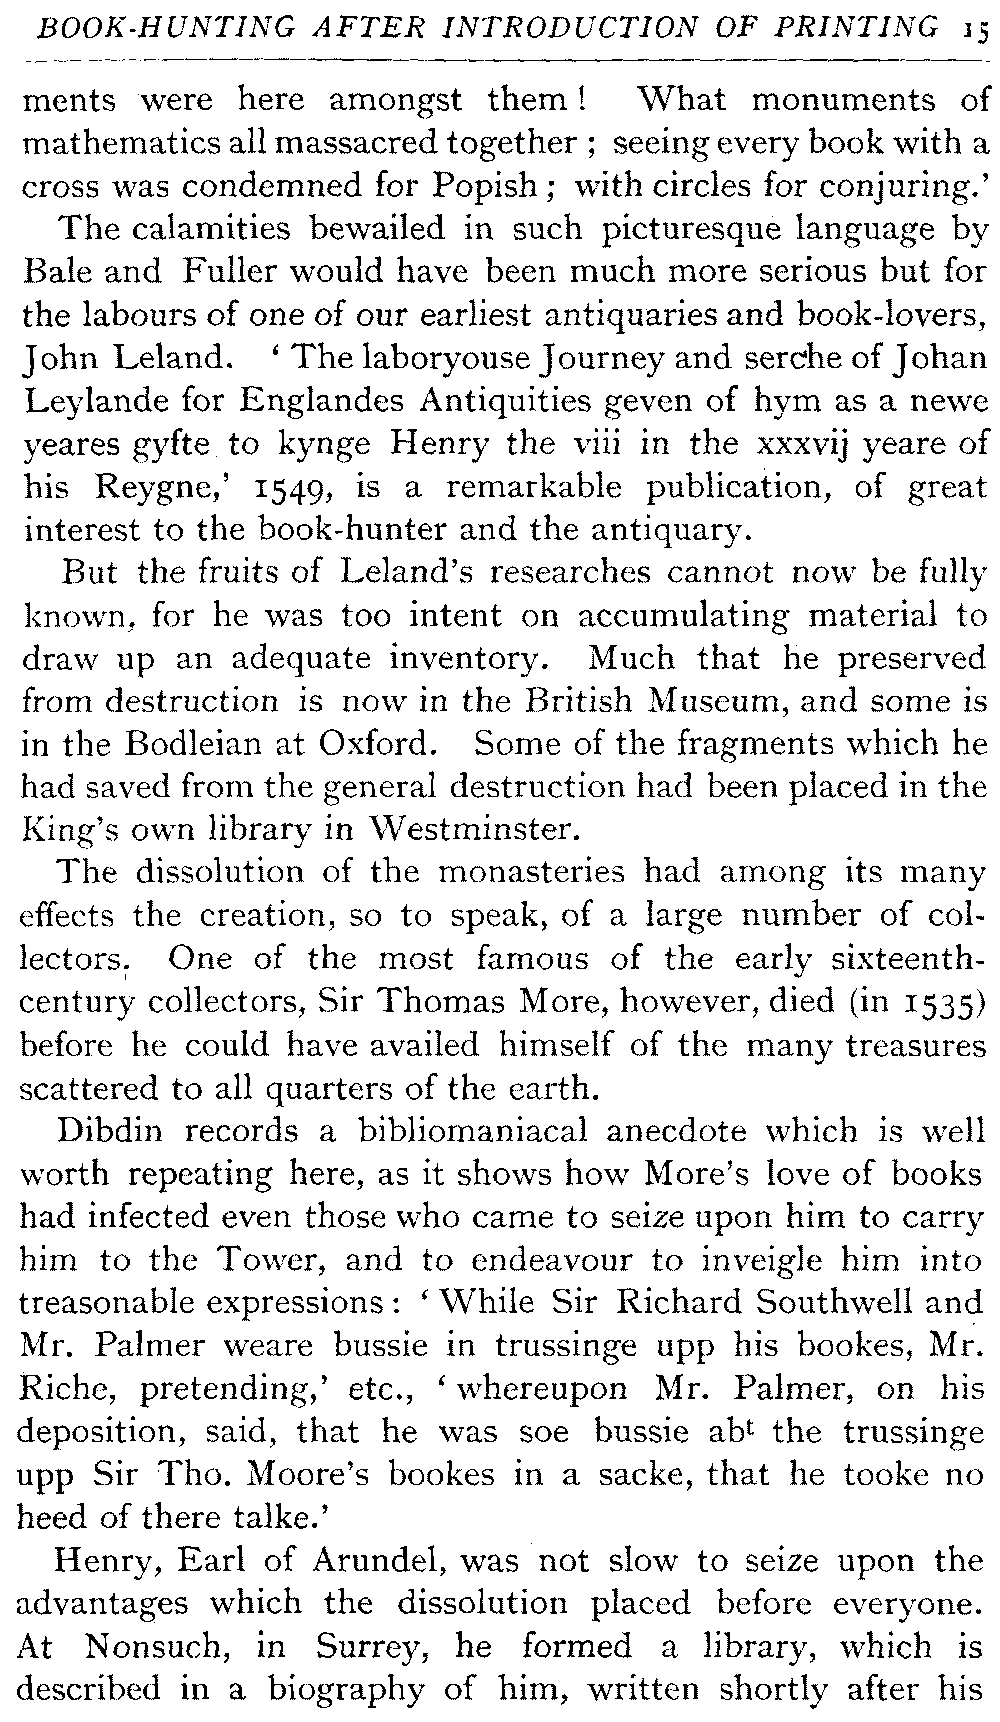 BOOK-HUNTING AFTER INTRODUCTION OF PRINTING 15
ments were here amongst them! What monuments of
mathematics all massacred together; seeing every book with a
cross was condemned for Popish; with circles for conjuring.'
The calamities bewailed in such picturesque language by
Bale and Fuller would have been much more serious but for
the labours of one of our earliest antiquaries and book-lovers,
John Leland. 'The laboryouse Journey and serche of Johan
Leylande for Englandes Antiquities geven of hym as a newe
yeares gyfte to kynge Henry the viii in the xxxvij yeare of
his Reygne,' 1549, is a remarkable publication, of great
interest to the book-hunter and the antiquary.
But the fruits of Leland's researches cannot now be fully
known, for he was too intent on accumulating material to
draw up an adequate inventory. Much that he preserved
from destruction is now in the British Museum, and some is
in the Bodleian at Oxford. Some of the fragments which he
had saved from the general destruction had been placed in the
King's own library in Westminster.
The dissolution of the monasteries had among its many
effects the creation, so to speak, of a large number of col-
lectors. One of the most famous of the early sixteenth-
century collectors, Sir Thomas More, however, died (in 1535)
before he could have availed himself of the many treasures
scattered to all quarters of the earth.
Dibdin records a bibliomaniacal anecdote which is well
worth repeating here, as it shows how More's love of books
had infected even those who came to seize upon him to carry
him to the Tower, and to endeavour to inveigle him into
treasonable expressions: 'While Sir Richard Southwell and
Mr. Palmer weare bussie in trussinge upp his bookes, Mr.
Riche, pretending,' etc., 'whereupon Mr. Palmer, on his
deposition, said, that he was soe bussie abᵗ the trussinge
upp Sir Tho. Moore's bookes in a sacke, that he tooke no
heed of there talke.'
Henry, Earl of Arundel, was not slow to seize upon the
advantages which the dissolution placed before everyone.
At Nonsuch, in Surrey, he formed a library, which is
described in a biography of him, written shortly after his